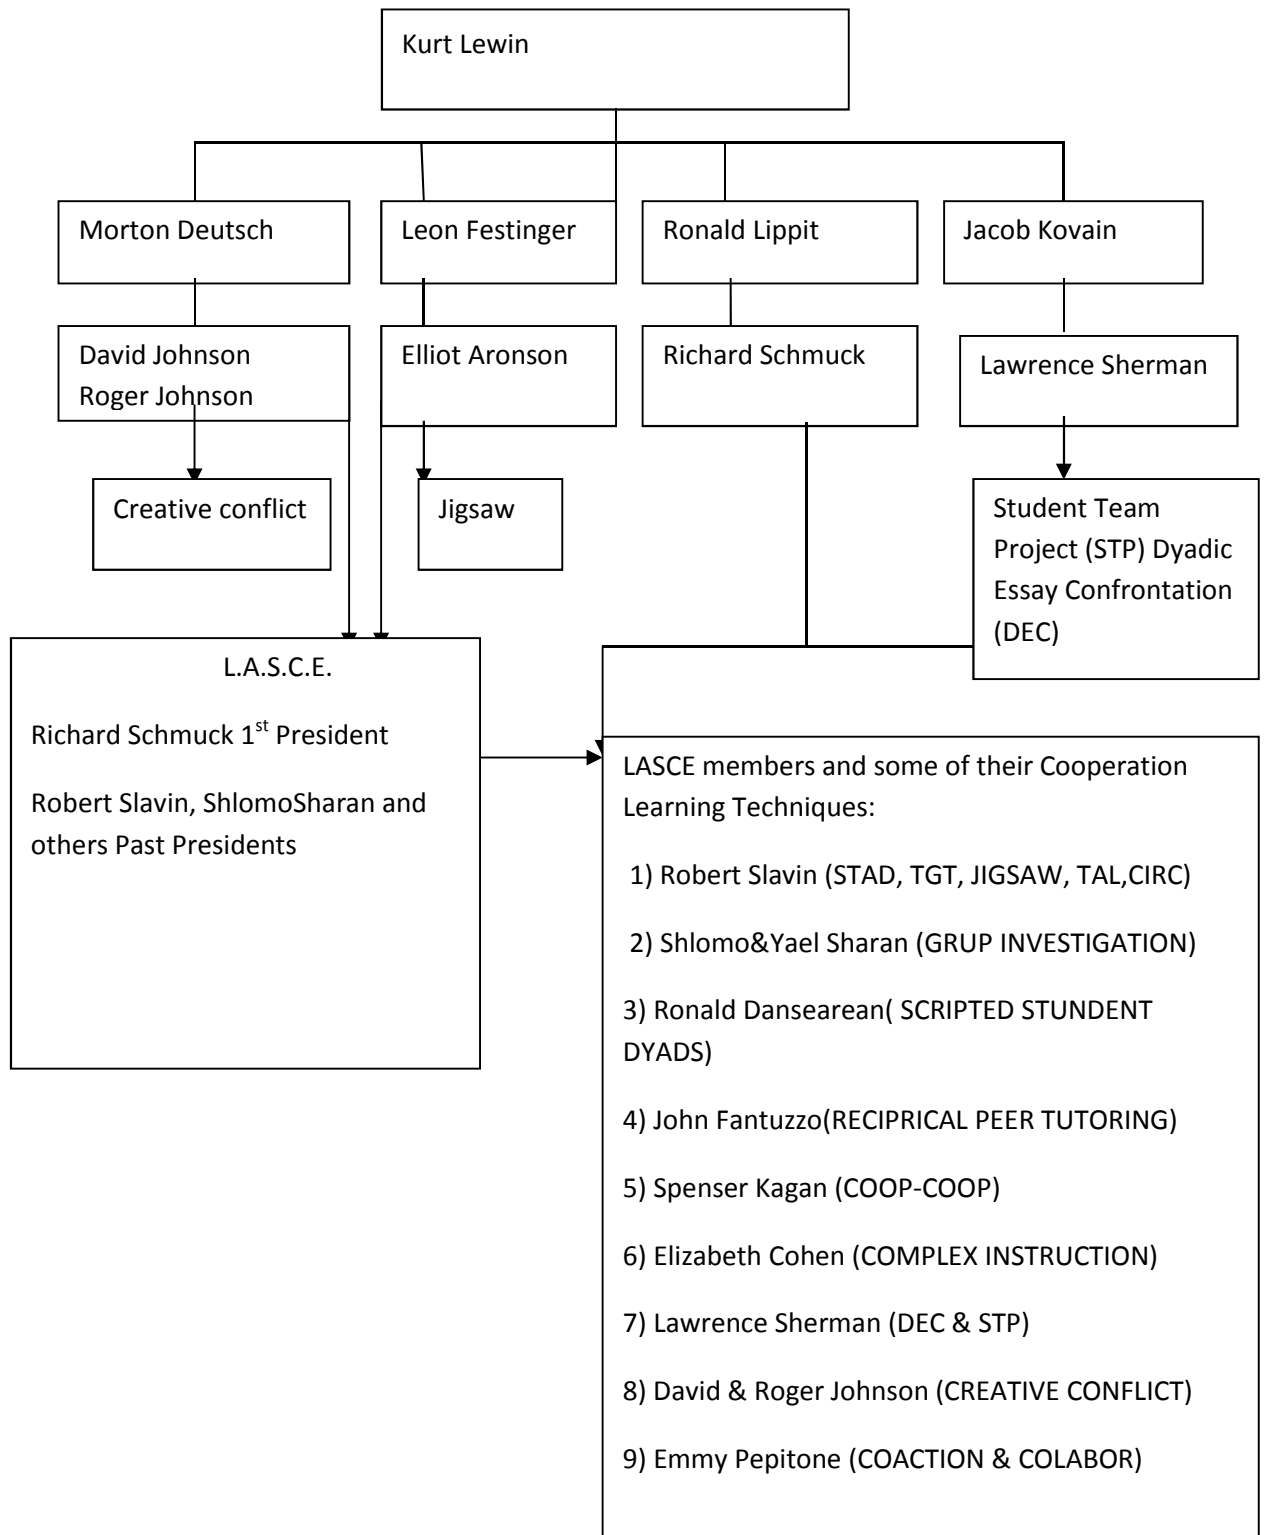 Kurt Lewin
Morton Deutsch
Leon Festinger
Ronald Lippit
Jacob Kovain
David Johnson
Roger Johnson
Elliot Aronson
Richard Schmuck
Lawrence Sherman
Creative conflict
Jigsaw
Student Team
Project (STP) Dyadic
Essay Confrontation
(DEC)
L.A.S.C.E.
Richard Schmuck 1st President
Robert Slavin, ShlomoSharan and
others Past Presidents
LASCE members and some of their Cooperation
Learning Techniques:
1) Robert Slavin (STAD, TGT, JIGSAW, TAL,CIRC)
2) Shlomo&Yael Sharan (GRUP INVESTIGATION)
3) Ronald Dansearean( SCRIPTED STUNDENT
DYADS)
4) John Fantuzzo(RECIPRICAL PEER TUTORING)
5) Spenser Kagan (COOP-COOP)
6) Elizabeth Cohen (COMPLEX INSTRUCTION)
7) Lawrence Sherman (DEC & STP)
8) David & Roger Johnson (CREATIVE CONFLICT)
9) Emmy Pepitone (COACTION & COLABOR)